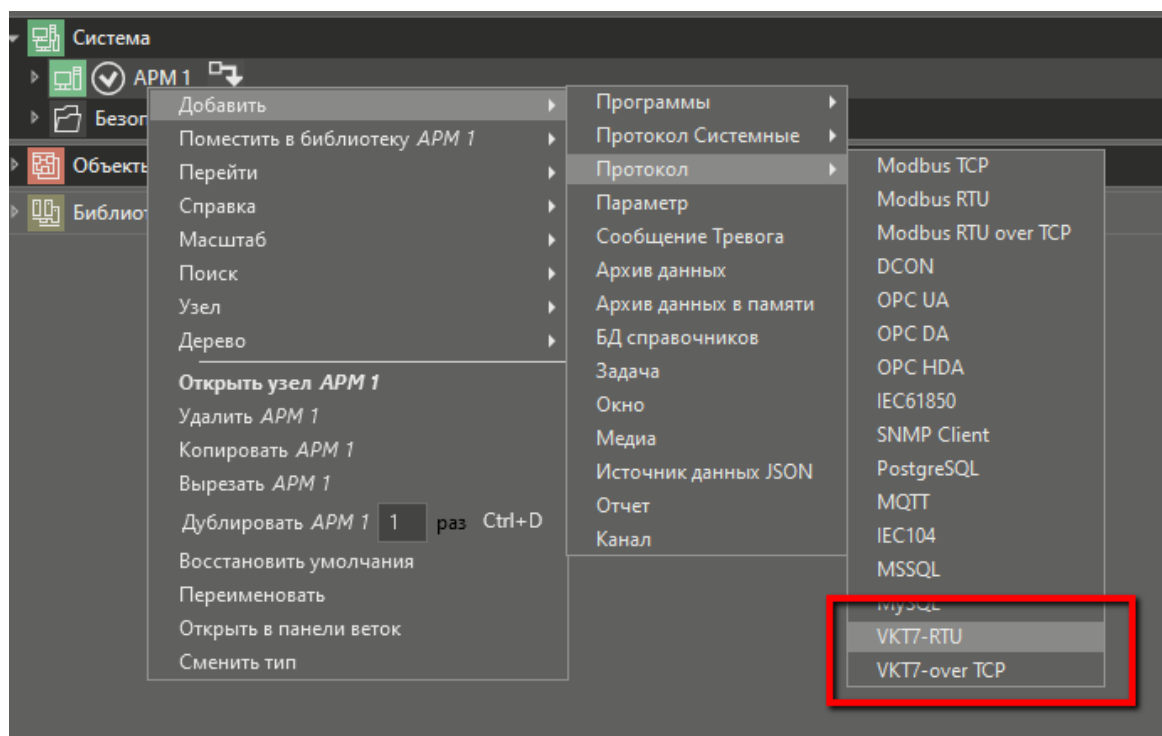 Система
АРМ 1
Безоп
Объекты
Библиот
Добавить
Поместить в библиотеку АРМ 1
Перейти
Справка
Масштаб
Поиск
Узел
Дерево
Открыть узел АРМ 1
Удалить АРМ 1
Копировать АРМ 1
Вырезать АРМ 1
Дублировать АРМ 1 1 раз Ctrl+D
Восстановить умолчания
Переименовать
Открыть в панели веток
Сменить тип
Программы
Протокол Системные
Протокол
Параметр
Сообщение Тревога
Архив данных
Архив данных в памяти
БД справочников
Задача
Окно
Медиа
Источник данных JSON
Отчет
Канал
Modbus TCP
Modbus RTU
Modbus RTU over TCP
DCON
OPC UA
OPC DA
OPC HDA
IEC61850
SNMP Client
PostgreSQL
MQTT
IEC104
MSSQL
MySQL
VKT7-RTU
VKT7-over TCP